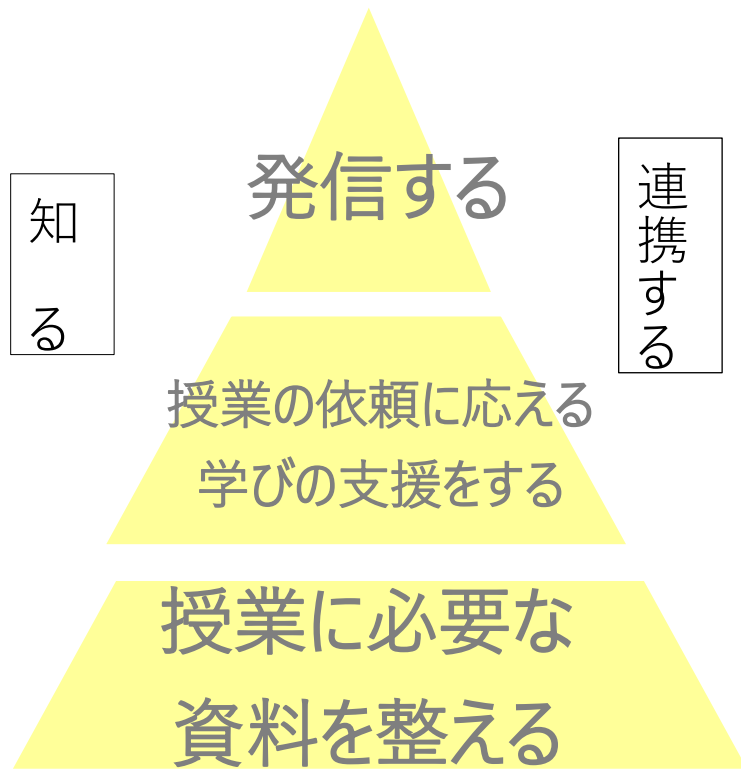 発信する
知る
連携する
授業の依頼に応える
学びの支援をする
授業に必要な
資料を整える